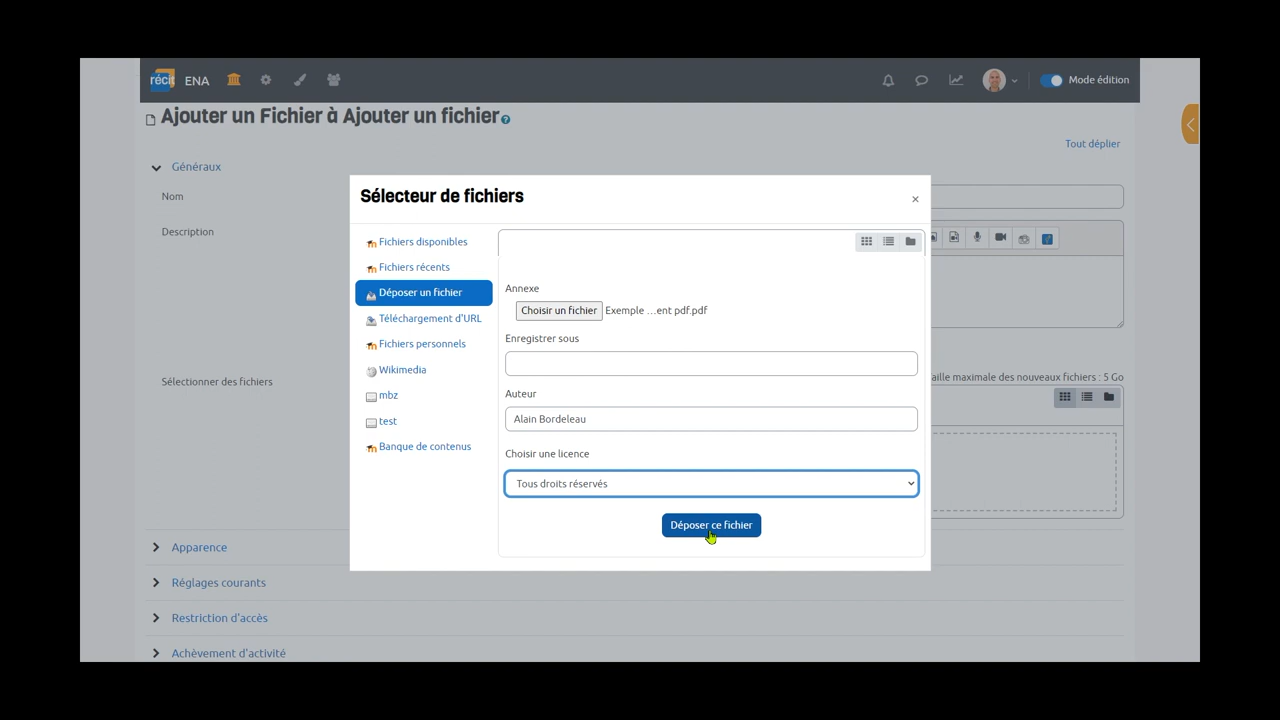 récit ENA
Mode édition
Ajouter un Fichier à Ajouter un fichier
Tout déplier
Généraux
Nom
Description
Sélectionner des fichiers
Taille maximale des nouveaux fichiers : 5 Go
Sélecteur de fichiers
×
Fichiers disponibles
Fichiers récents
Déposer un fichier
Téléchargement d'URL
Fichiers personnels
Wikimedia
mbz
test
Banque de contenus
Annexe
Choisir un fichier Exemple …ent pdf.pdf
Enregistrer sous
Auteur
Alain Bordeleau
Choisir une licence
Tous droits réservés
Déposer ce fichier
Apparence
Réglages courants
Restriction d'accès
Achèvement d'activité